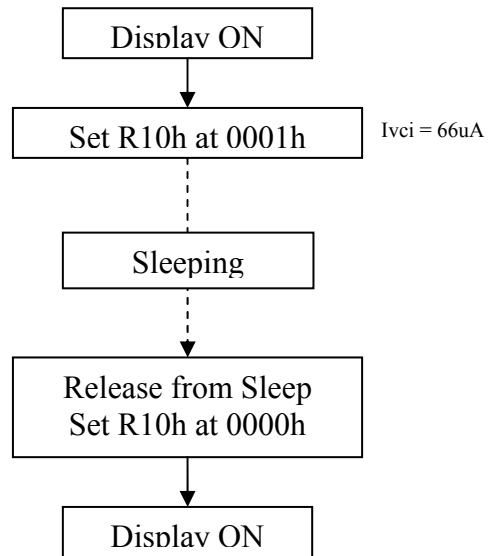 Display ON
Set R10h at 0001h
Ivci = 66uA
Sleeping
Release from Sleep
Set R10h at 0000h
Display ON